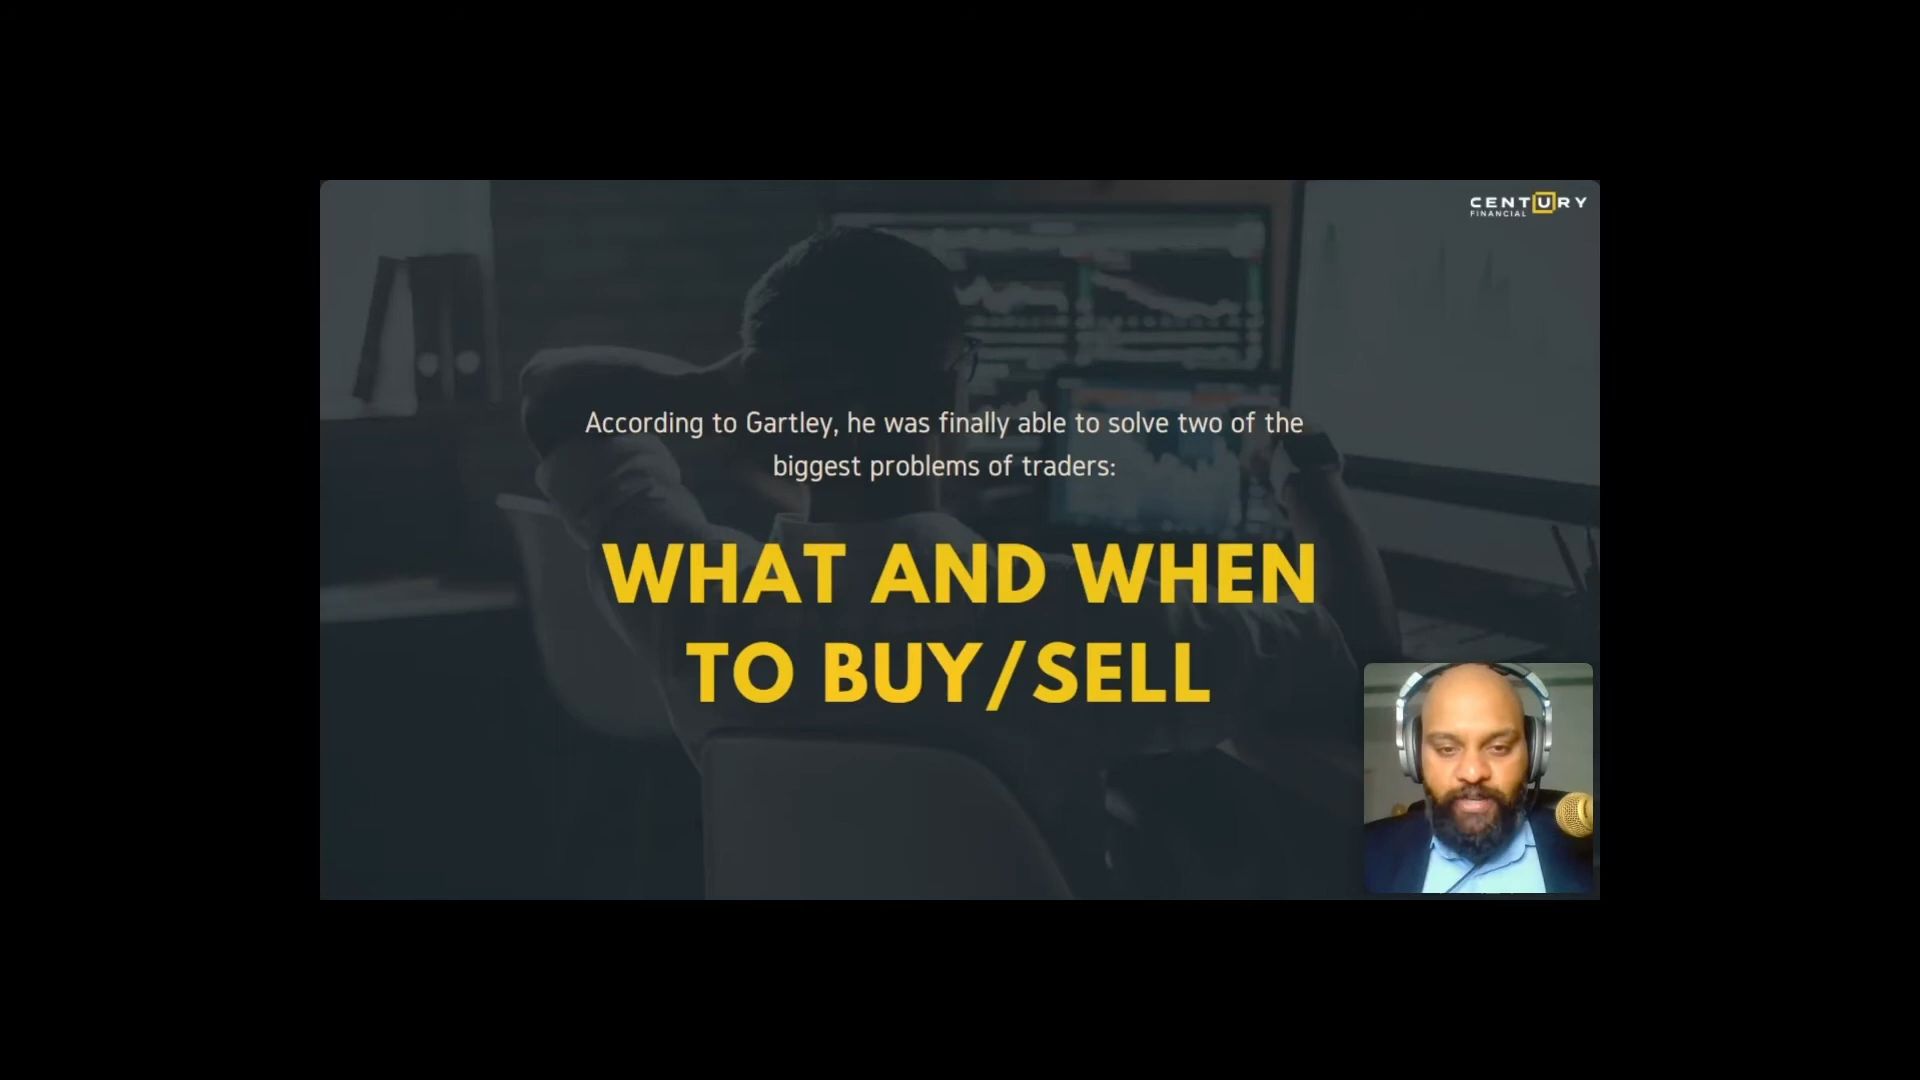 CENTURY
FINANCIAL
According to Gartley, he was finally able to solve two of the
biggest problems of traders:
WHAT AND WHEN
TO BUY/SELL